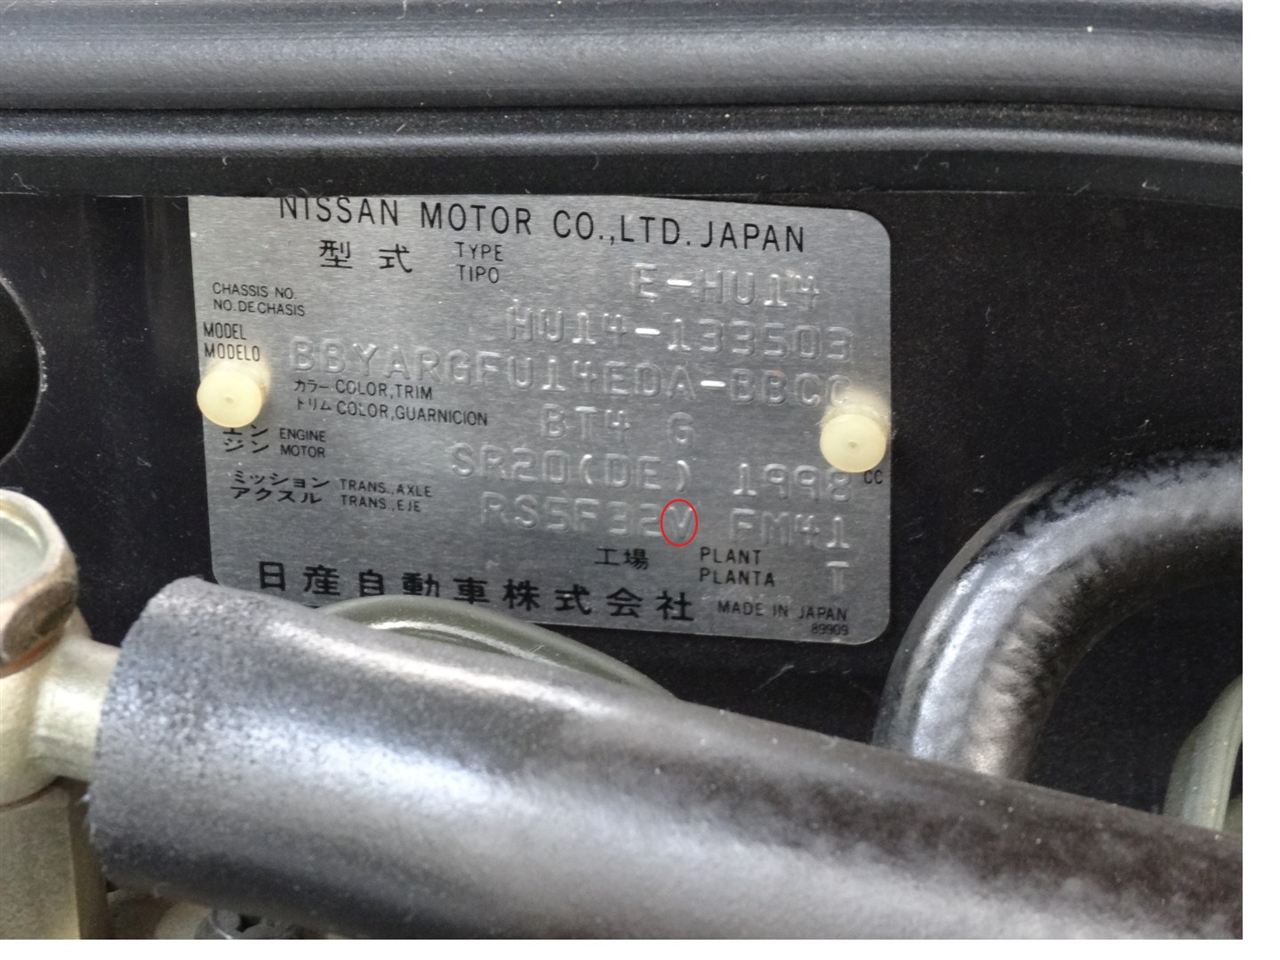 NISSAN MOTOR CO.,LTD. JAPAN
型式 TYPE TIPO E-HU14
CHASSIS NO. NO. DE CHASIS HU14-133503
MODEL MODELO BBYARGFU14EDA-BBCC
カラー COLOR, TRIM
トリム COLOR, GUARNICION BT4 G
エンジン ENGINE MOTOR SR20(DE) 1998 CC
ミッション TRANS., AXLE
アクスル TRANS., EJE RS5F32V FM41
工場 PLANT PLANTA T
日産自動車株式会社 MADE IN JAPAN
89909